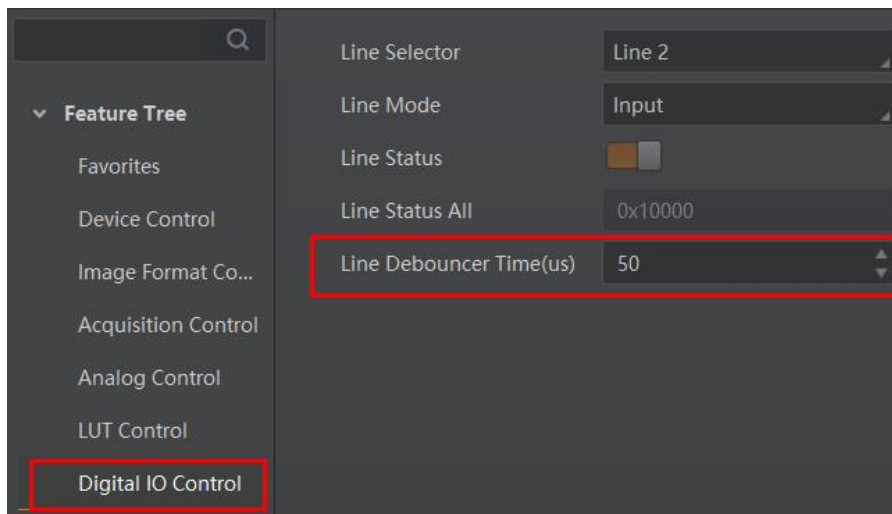 Feature Tree
Favorites
Device Control
Image Format Co...
Acquisition Control
Analog Control
LUT Control
Digital IO Control
Line Selector Line 2
Line Mode Input
Line Status
Line Status All 0x10000
Line Debouncer Time(us) 50